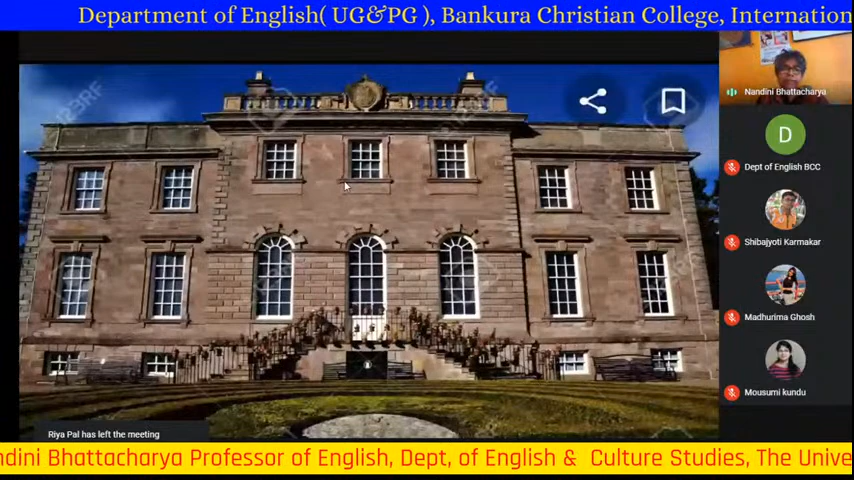 Department of English( UG&PG ), Bankura Christian College, Internation
123RF
Nandini Bhattacharya
D
Dept of English BCC
Shibajyoti Karmakar
Madhurima Ghosh
Mousumi kundu
Riya Pal has left the meeting
ndini Bhattacharya Professor of English, Dept, of English & Culture Studies, The Unive